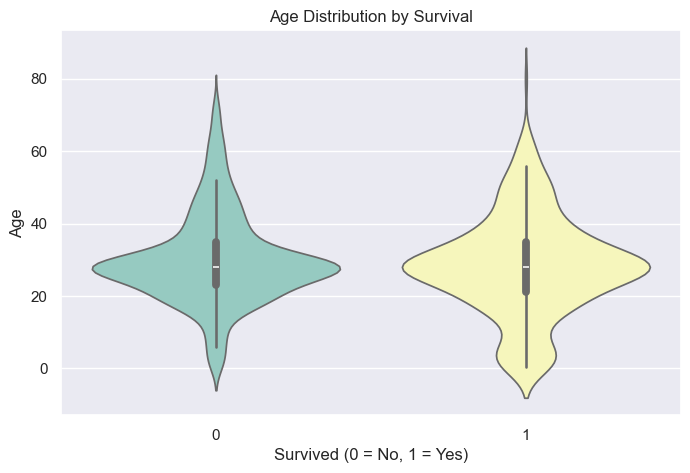 Age Distribution by Survival
80
60
40
20
0
Age
0
1
Survived (0 = No, 1 = Yes)